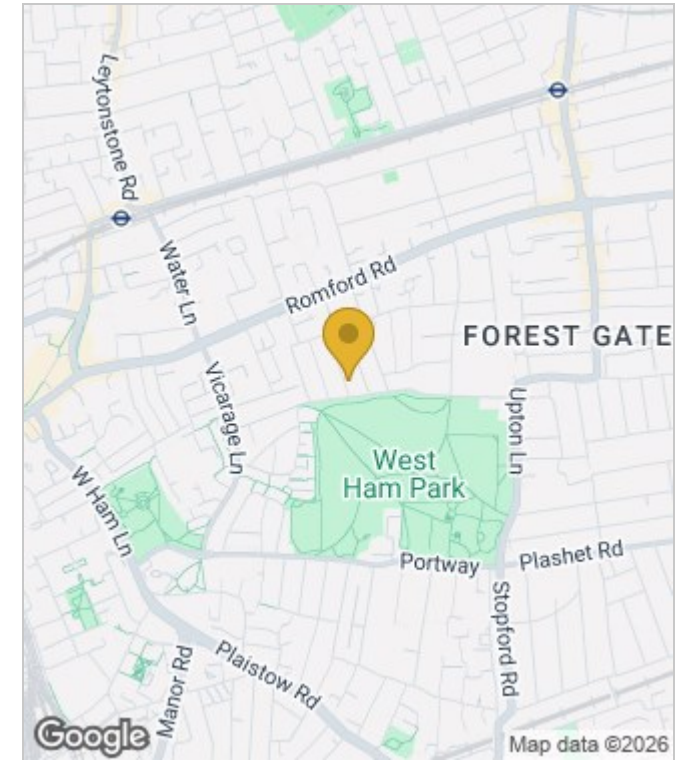 Leytonstone Rd
Water Ln
Romford Rd
FOREST GATE
Vicarage Ln
Upton Ln
West
Ham Park
W Ham Ln
Portway
Plashet Rd
Stopford Rd
Plaistow Rd
Manor Rd
Google
Map data ©2026